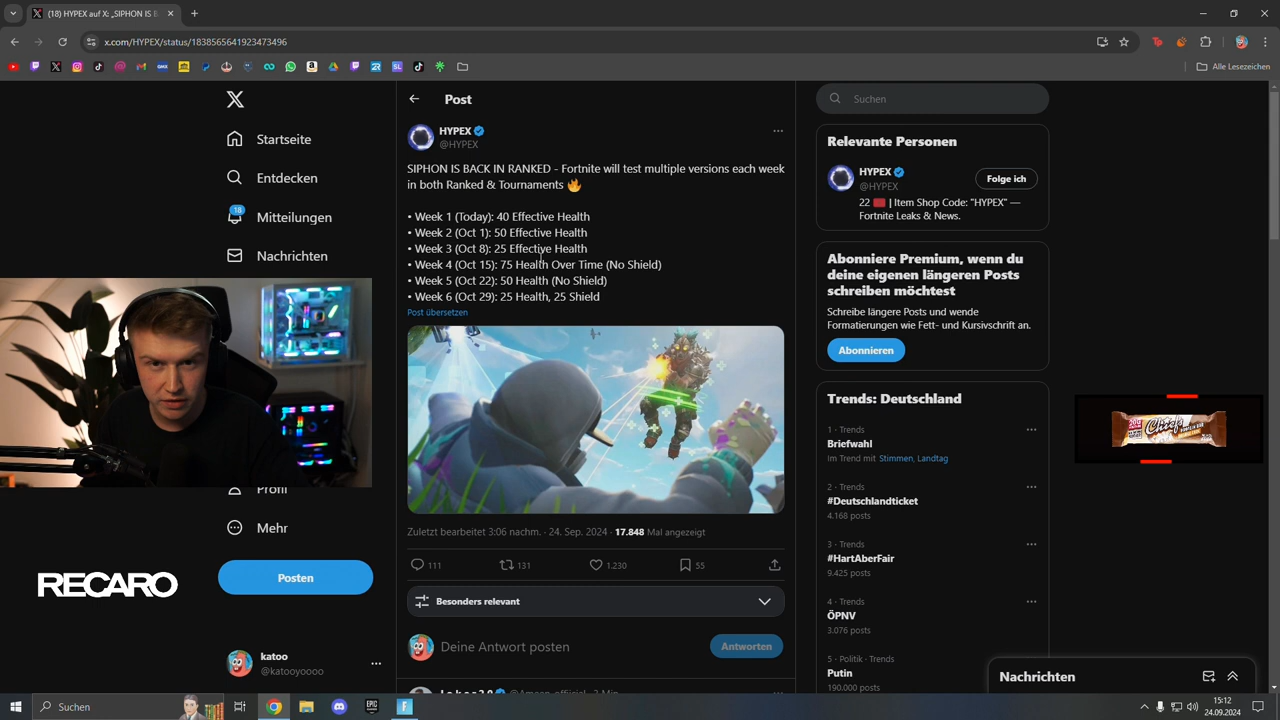 (18) HYPEX auf X: „SIPHON IS B
x.com/HYPEX/status/1838565641923473496
Alle Lesezeichen
Startseite
Entdecken
18
Mitteilungen
Nachrichten
Profil
Mehr
Posten
katoo
@katooyoooo
RECARO
Post
HYPEX
@HYPEX
SIPHON IS BACK IN RANKED - Fortnite will test multiple versions each week
in both Ranked & Tournaments 🔥
• Week 1 (Today): 40 Effective Health
• Week 2 (Oct 1): 50 Effective Health
• Week 3 (Oct 8): 25 Effective Health
• Week 4 (Oct 15): 75 Health Over Time (No Shield)
• Week 5 (Oct 22): 50 Health (No Shield)
• Week 6 (Oct 29): 25 Health, 25 Shield
Post übersetzen
Zuletzt bearbeitet 3:06 nachm. · 24. Sep. 2024 · 17.848 Mal angezeigt
111 131 1.230 55
Besonders relevant
Deine Antwort posten
Antworten
Suchen
Relevante Personen
HYPEX
@HYPEX
Folge ich
22 🟥 | Item Shop Code: "HYPEX" —
Fortnite Leaks & News.
Abonniere Premium, wenn du
deine eigenen längeren Posts
schreiben möchtest
Schreibe längere Posts und wende
Formatierungen wie Fett- und Kursivschrift an.
Abonnieren
Trends: Deutschland
1 · Trends
Briefwahl
Im Trend mit Stimmen, Landtag
2 · Trends
#Deutschlandticket
4.168 posts
3 · Trends
#HartAberFair
9.425 posts
4 · Trends
ÖPNV
3.076 posts
5 · Politik · Trends
Putin
190.000 posts
Nachrichten
Chiefs
Suchen
EPIC
15:12
24.09.2024